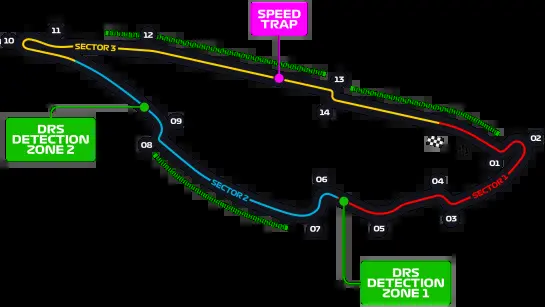 SPEED
TRAP
11
10
SECTOR 3
12
13
14
DRS
DETECTION
ZONE 2
09
08
02
01
SECTOR 1
04
03
05
06
SECTOR 2
07
DRS
DETECTION
ZONE 1